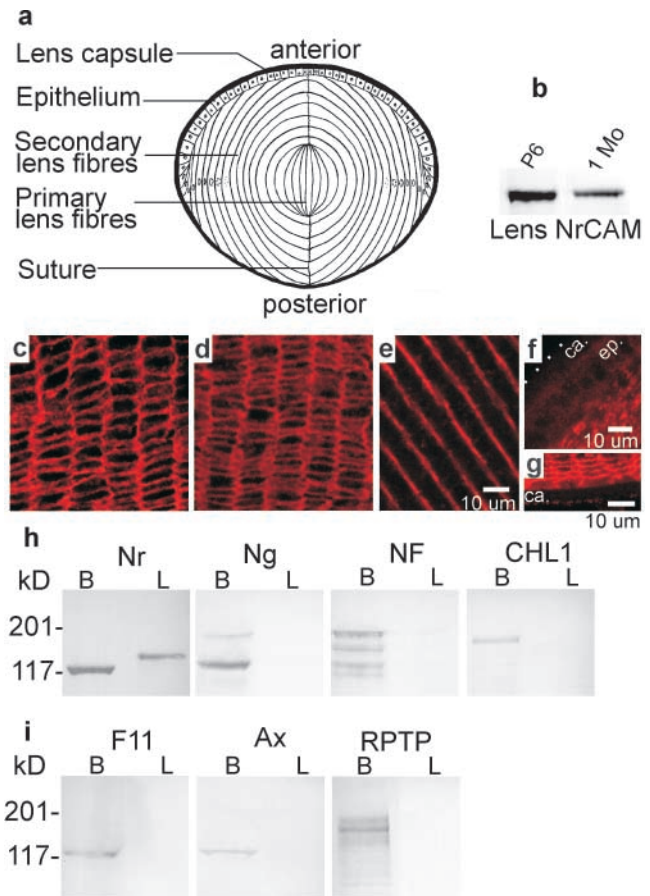 a
Lens capsule
anterior
Epithelium
Secondary
lens fibres
Primary
lens fibres
Suture
posterior
b
P6
1 Mo
Lens NrCAM
c
d
e
10 um
f
ca.
ep.
10 um
g
ca.
10 um
h
Nr
Ng
NF
CHL1
kD
B
L
B
L
B
L
B
L
201-
117-
i
F11
Ax
RPTP
kD
B
L
B
L
B
L
201-
117-